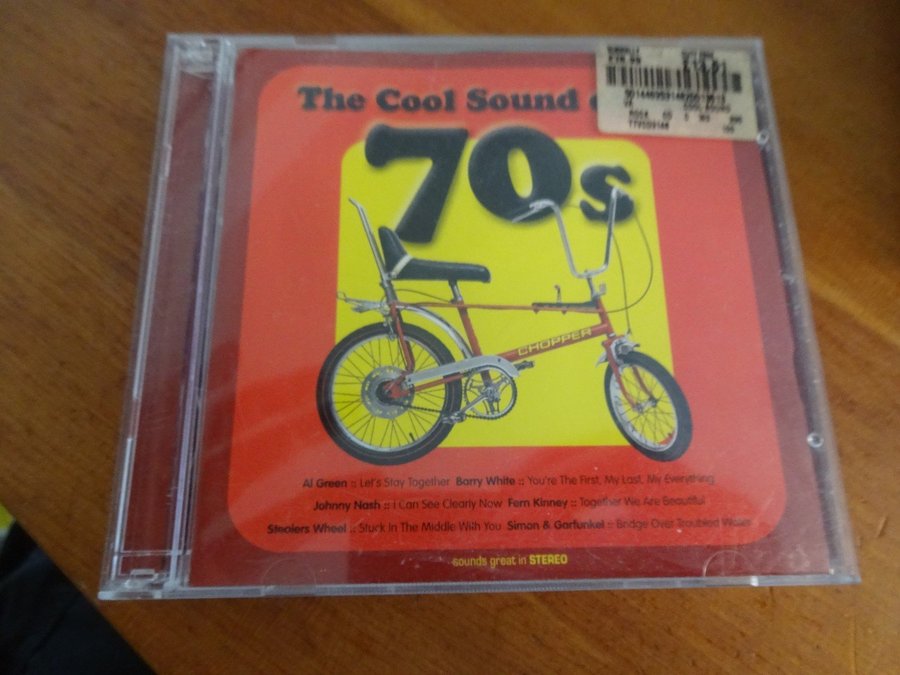 The Cool Sound
70s
CHOPPER
Al Green :: Let's Stay Together Barry White :: You're The First, My Last, My Everything
Johnny Nash :: I Can See Clearly Now Fern Kinney :: Together We Are Beautiful
Stealers Wheel :: Stuck In The Middle With You Simon & Garfunkel :: Bridge Over Troubled Water
sounds great in STEREO